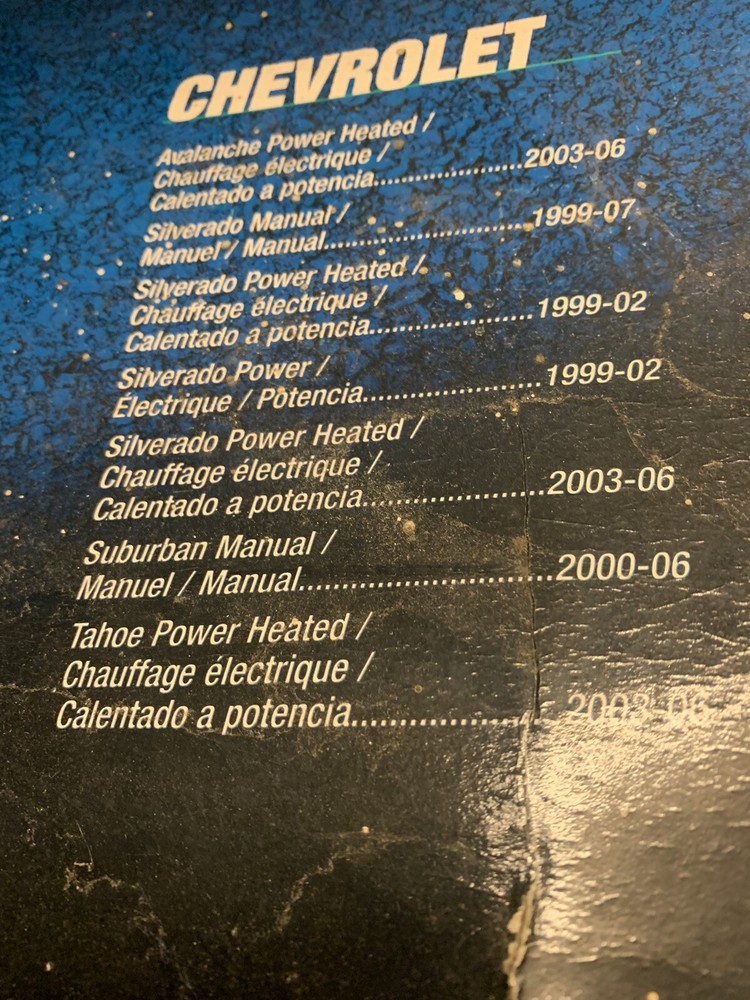 CHEVROLET
Avalanche Power Heated /
Chauffage électrique /
Calentado a potencia.....................2003-06
Silverado Manual /
Manuel / Manual............................1999-07
Silverado Power Heated /
Chauffage électrique /
Calentado a potencia.....................1999-02
Silverado Power /
Électrique / Potencia.......................1999-02
Silverado Power Heated /
Chauffage électrique /
Calentado a potencia.....................2003-06
Suburban Manual /
Manuel / Manual............................2000-06
Tahoe Power Heated /
Chauffage électrique /
Calentado a potencia.....................2003-06